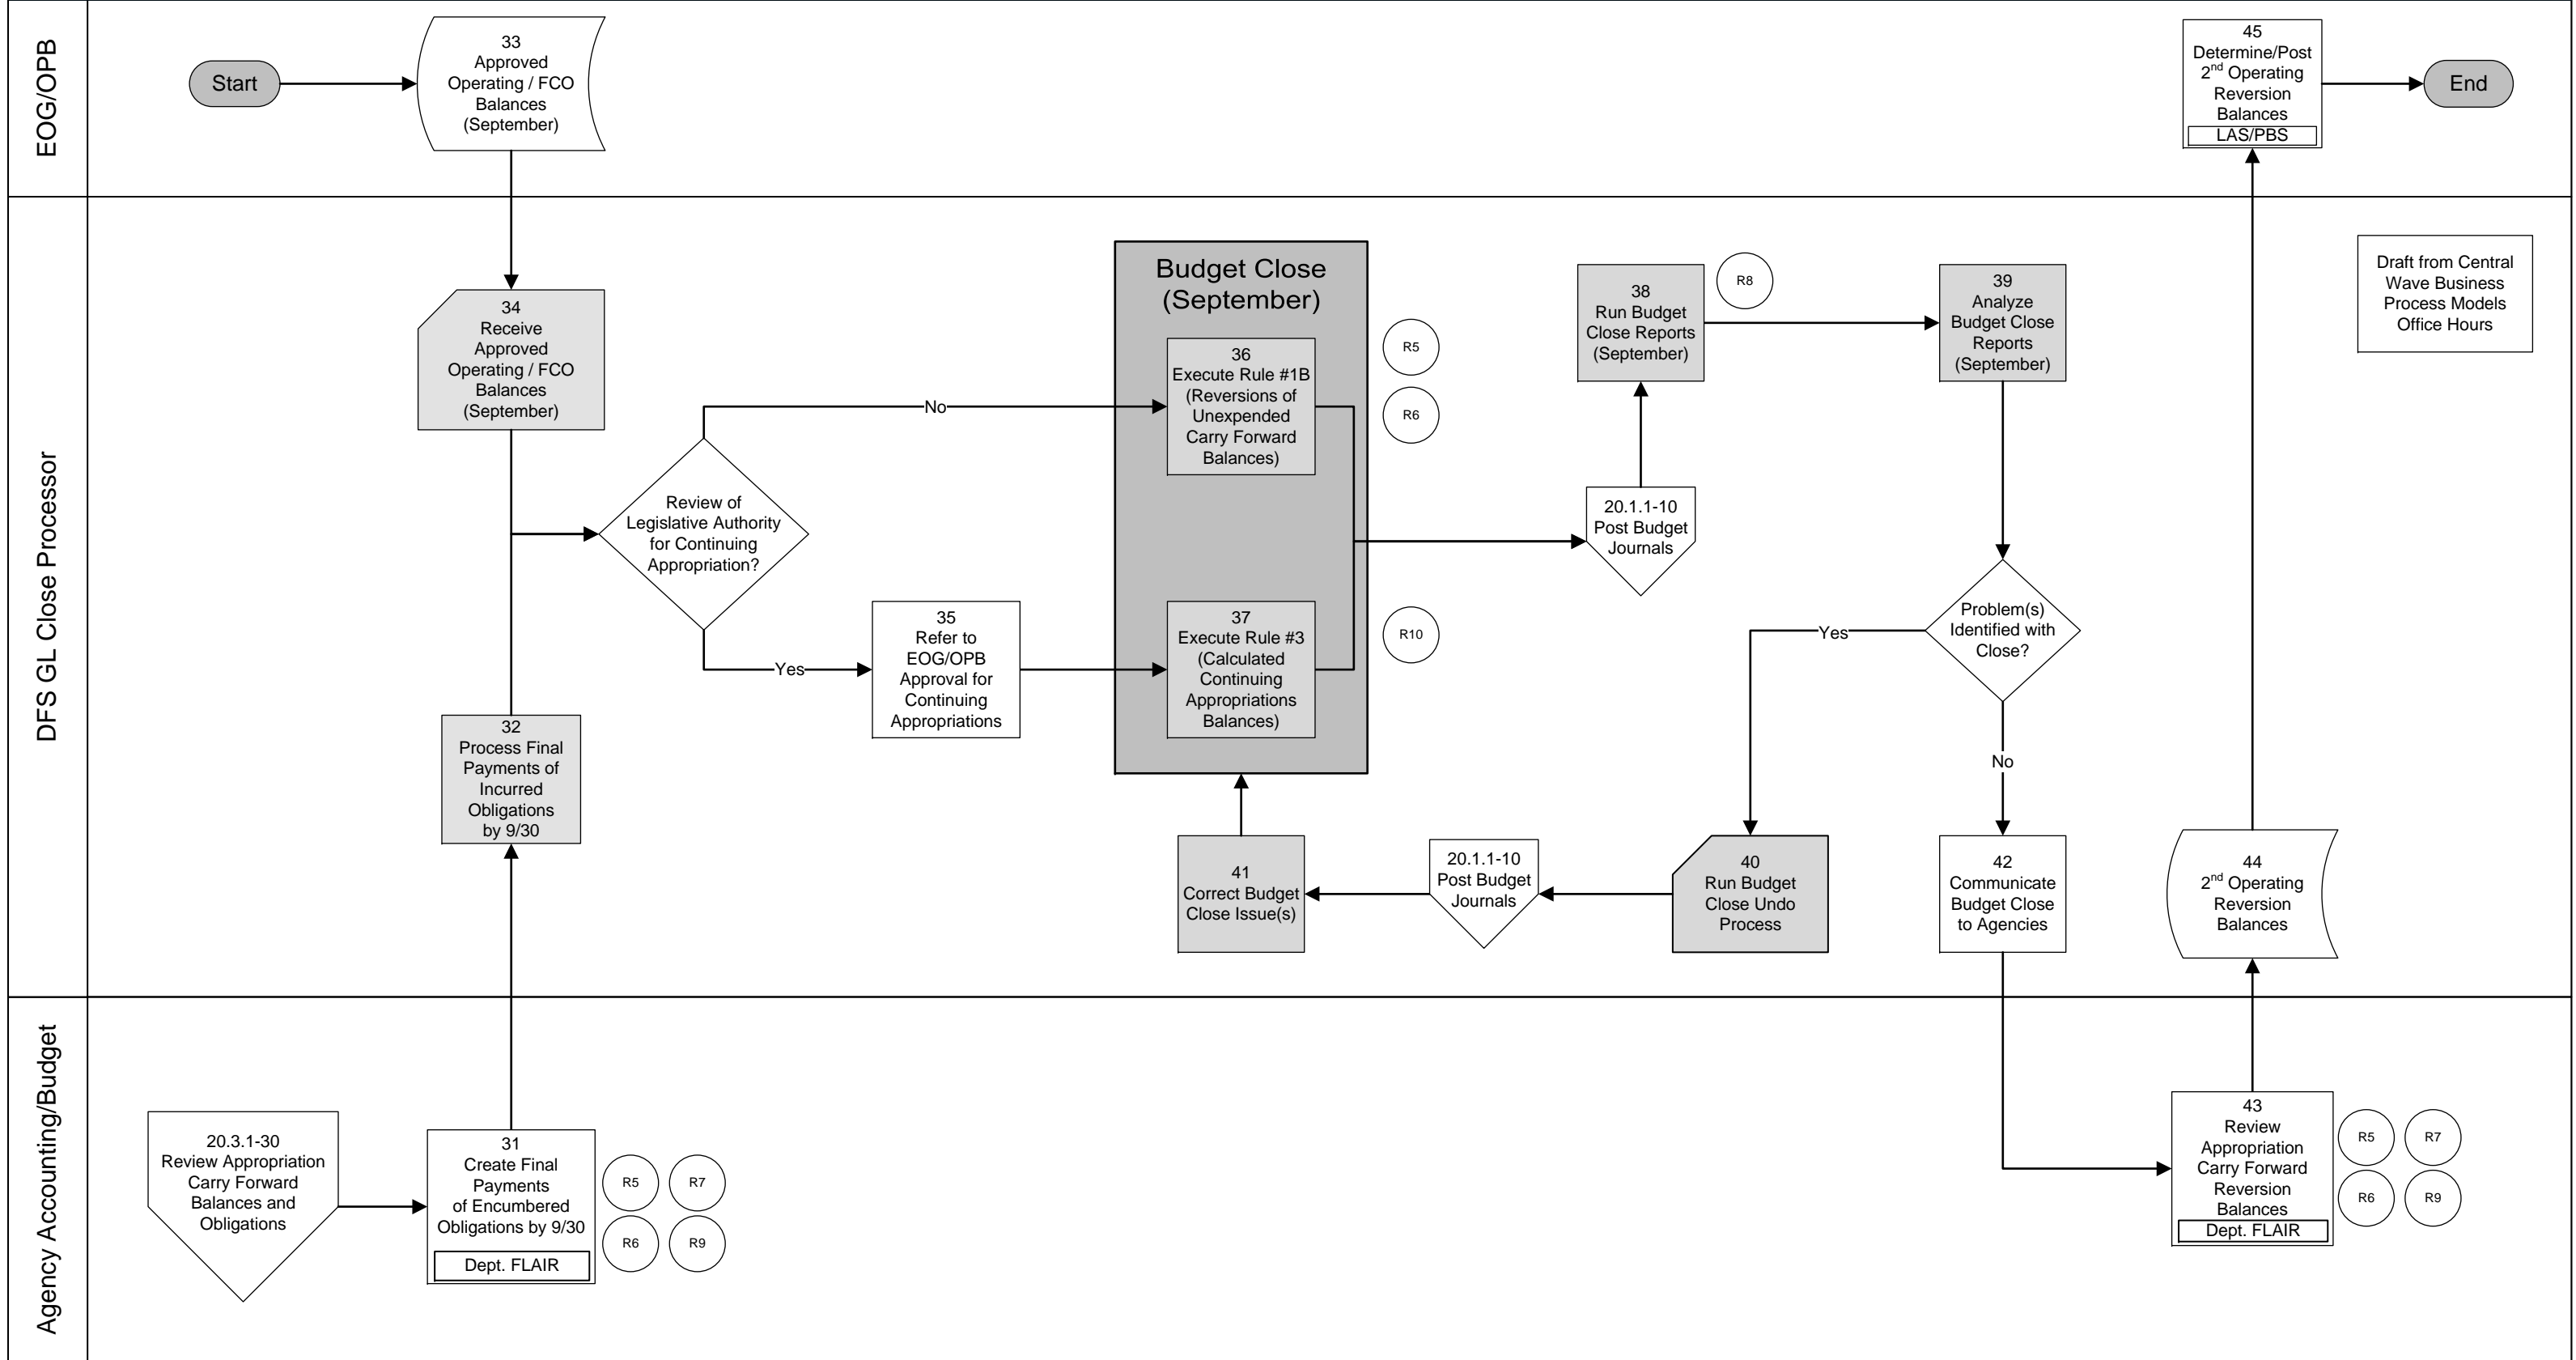 EOG/OPB
Start
33
Approved
Operating / FCO
Balances
(September)
45
Determine/Post
2nd Operating
Reversion
Balances
LAS/PBS
End
DFS GL Close Processor
34
Receive
Approved
Operating / FCO
Balances
(September)
32
Process Final
Payments of
Incurred
Obligations
by 9/30
Review of
Legislative Authority
for Continuing
Appropriation?
No
Yes
35
Refer to
EOG/OPB
Approval for
Continuing
Appropriations
Budget Close
(September)
36
Execute Rule #1B
(Reversions of
Unexpended
Carry Forward
Balances)
R5
R6
37
Execute Rule #3
(Calculated
Continuing
Appropriations
Balances)
R10
20.1.1-10
Post Budget
Journals
38
Run Budget
Close Reports
(September)
R8
39
Analyze
Budget Close
Reports
(September)
Draft from Central
Wave Business
Process Models
Office Hours
Problem(s)
Identified with
Close?
Yes
No
40
Run Budget
Close Undo
Process
20.1.1-10
Post Budget
Journals
41
Correct Budget
Close Issue(s)
42
Communicate
Budget Close
to Agencies
44
2nd Operating
Reversion
Balances
Agency Accounting/Budget
20.3.1-30
Review Appropriation
Carry Forward
Balances and
Obligations
31
Create Final
Payments
of Encumbered
Obligations by 9/30
Dept. FLAIR
R5
R7
R6
R9
43
Review
Appropriation
Carry Forward
Reversion
Balances
Dept. FLAIR
R5
R7
R6
R9